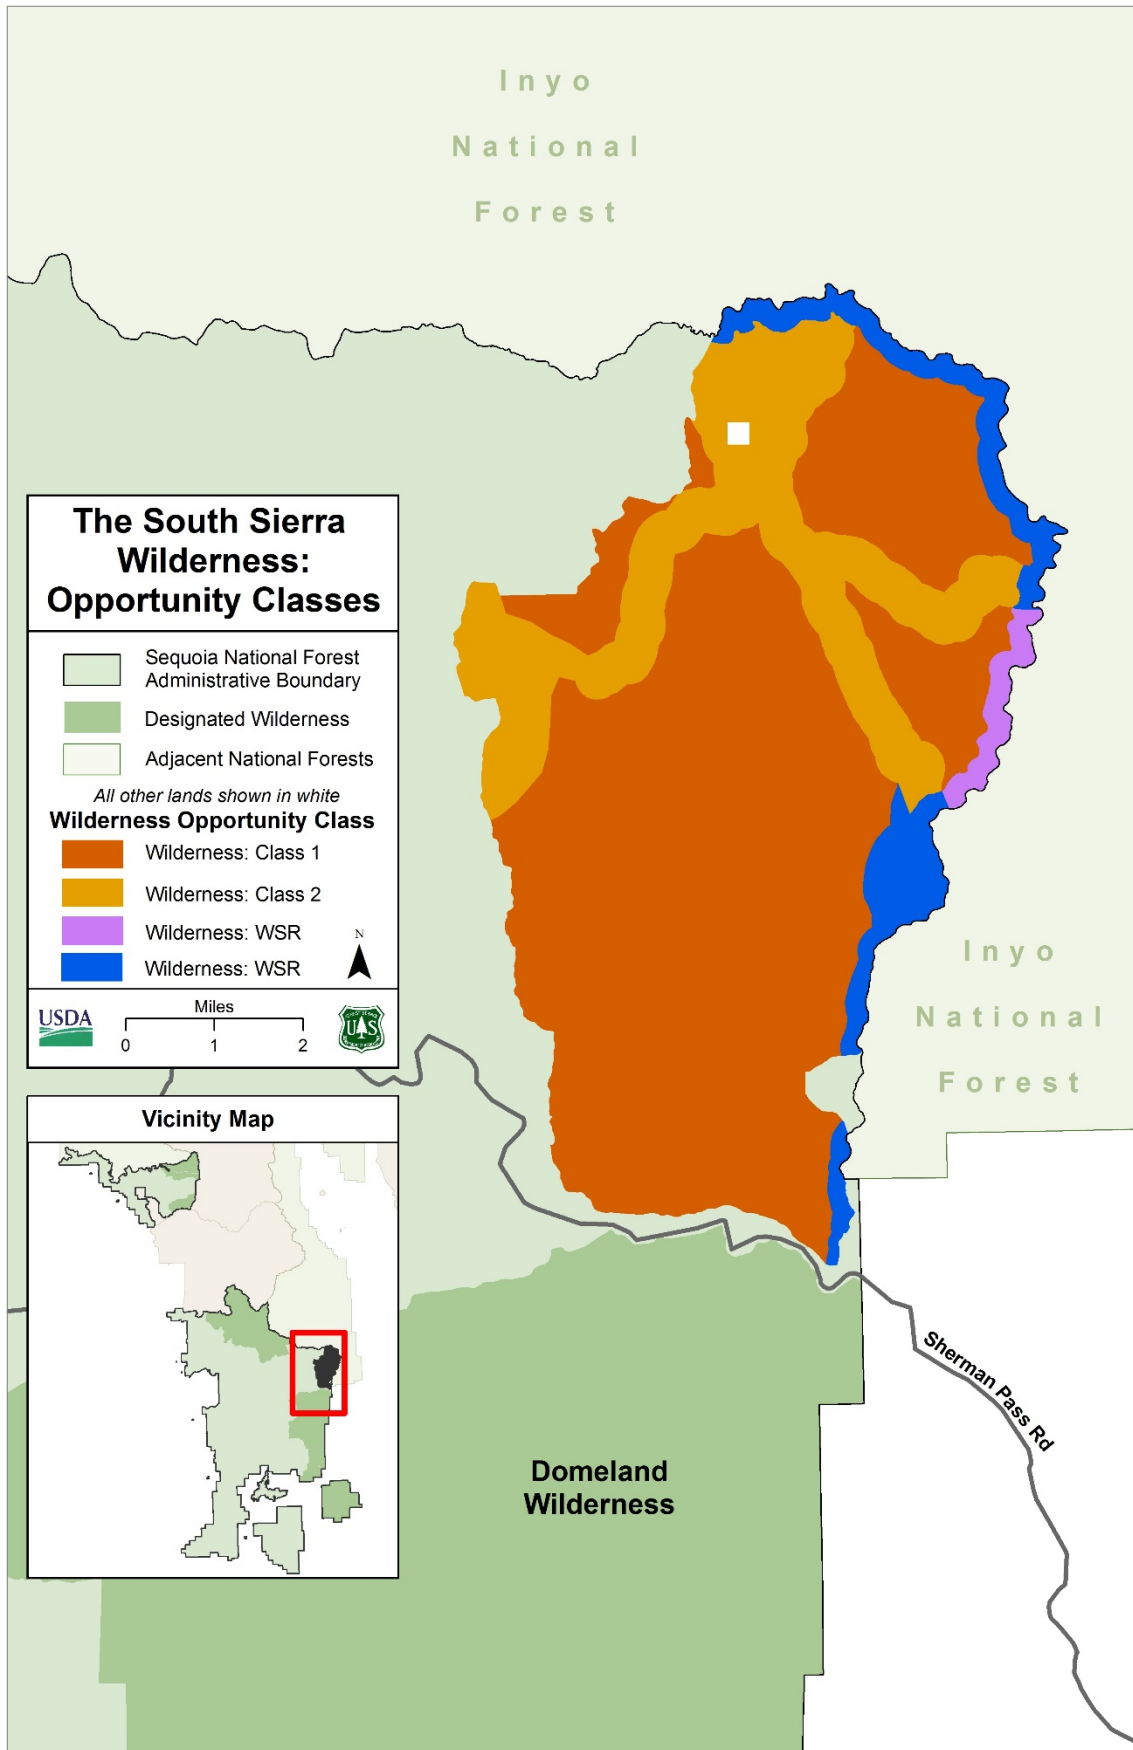 Inyo
National
Forest
The South Sierra
Wilderness:
Opportunity Classes
Sequoia National Forest
Administrative Boundary
Designated Wilderness
Adjacent National Forests
All other lands shown in white
Wilderness Opportunity Class
Wilderness: Class 1
Wilderness: Class 2
Wilderness: WSR
Wilderness: WSR
N
USDA
Miles
0 1 2
U S
Inyo
National
Forest
Vicinity Map
Sherman Pass Rd
Domeland
Wilderness